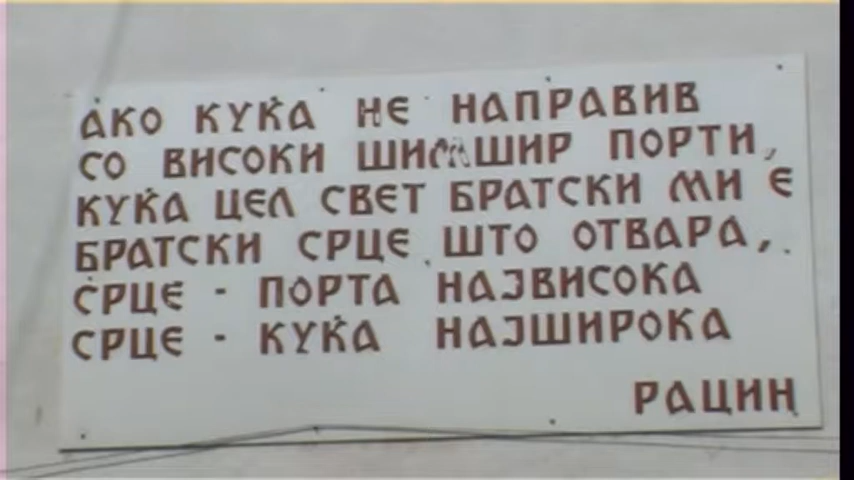 АКО КУЌА НЕ НАПРАВИВ
СО ВИСОКИ ШИМШИР ПОРТИ,
КУЌА ЦЕЛ СВЕТ БРАТСКИ МИ Е
БРАТСКИ СРЦЕ ШТО ОТВАРА,
СРЦЕ - ПОРТА НАЈВИСОКА
СРЦЕ - КУЌА НАЈШИРОКА
РАЦИН